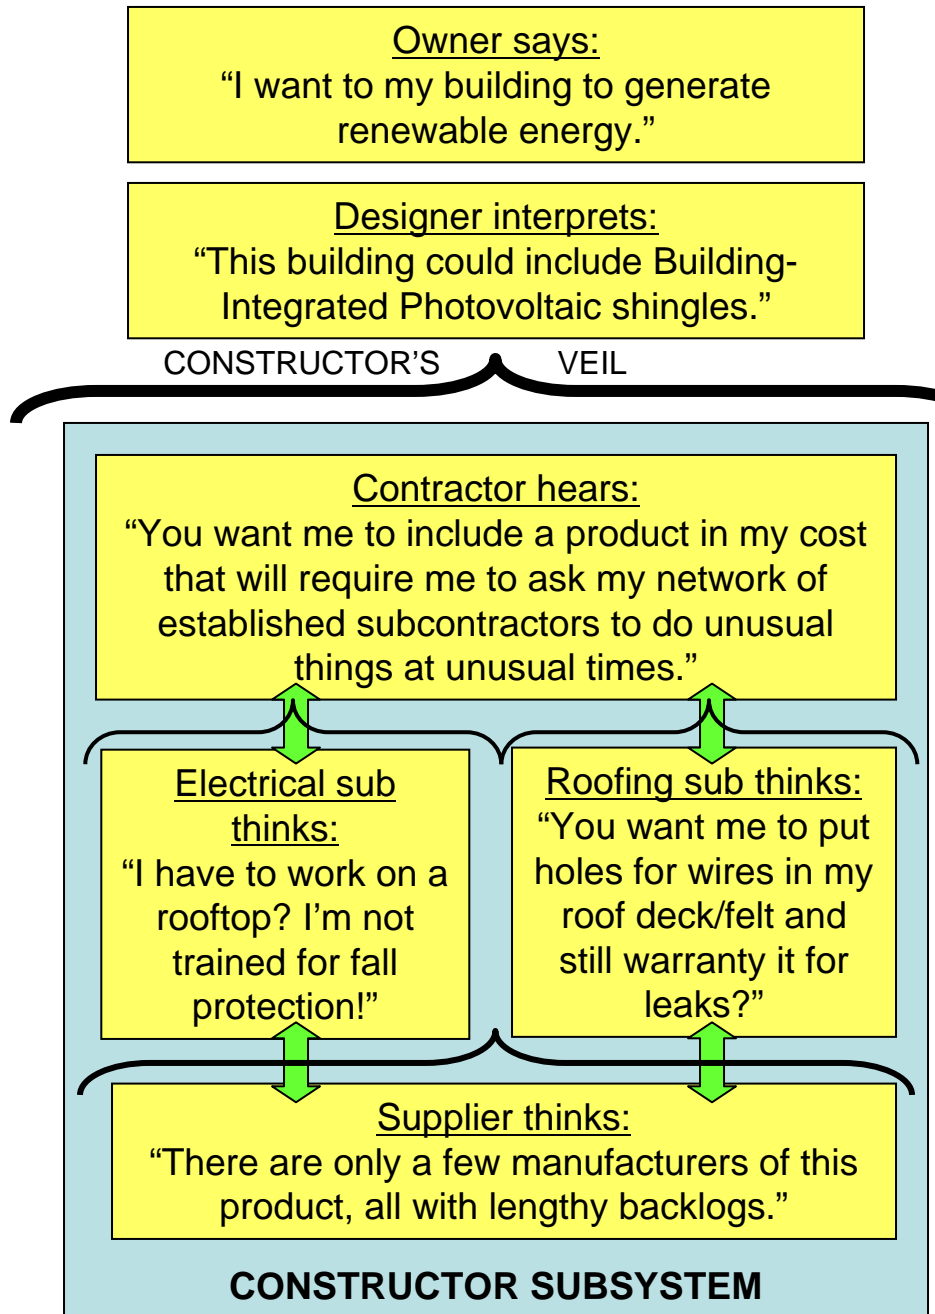 Owner says:
“I want to my building to generate
renewable energy.”
Designer interprets:
“This building could include Building-
Integrated Photovoltaic shingles.”
CONSTRUCTOR’S VEIL
Contractor hears:
“You want me to include a product in my cost
that will require me to ask my network of
established subcontractors to do unusual
things at unusual times.”
Electrical sub
thinks:
“I have to work on a
rooftop? I’m not
trained for fall
protection!”
Roofing sub thinks:
“You want me to put
holes for wires in my
roof deck/felt and
still warranty it for
leaks?”
Supplier thinks:
“There are only a few manufacturers of this
product, all with lengthy backlogs.”
CONSTRUCTOR SUBSYSTEM